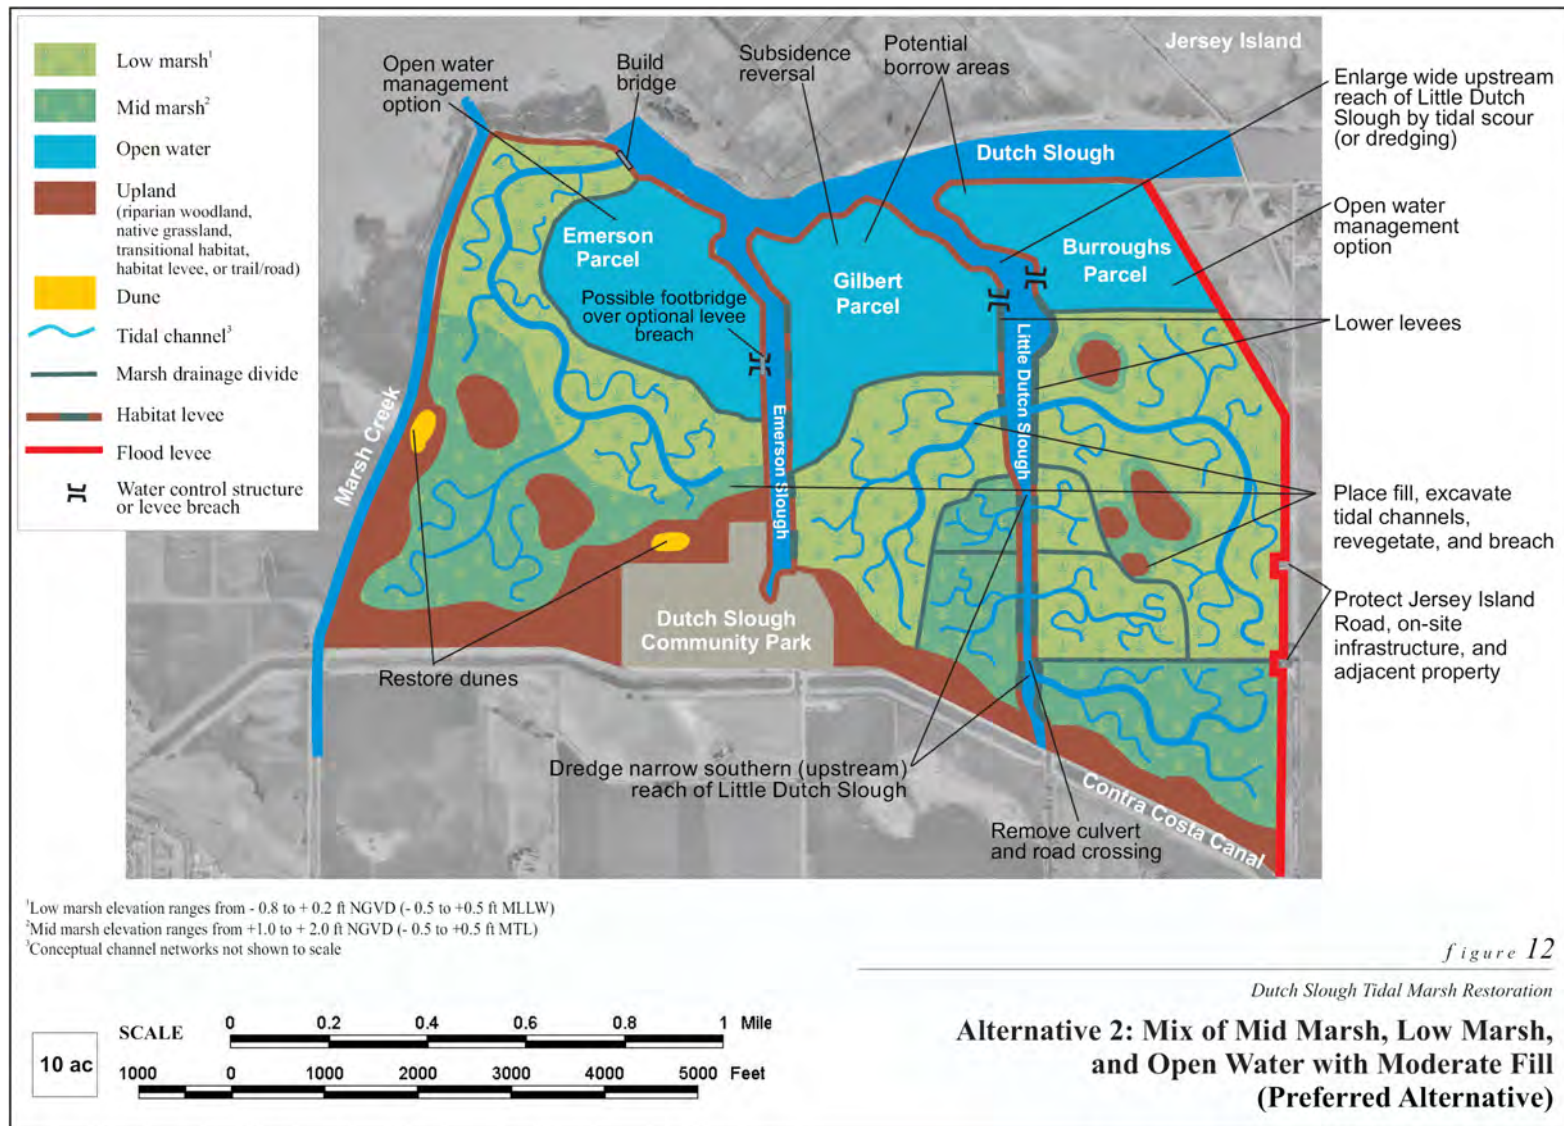 Low marsh¹
Mid marsh²
Open water
Upland
(riparian woodland,
native grassland,
transitional habitat,
habitat levee, or trail/road)
Dune
Tidal channel³
Marsh drainage divide
Habitat levee
Flood levee
Water control structure
or levee breach
Open water
management
option
Build
bridge
Subsidence
reversal
Potential
borrow areas
Jersey Island
Enlarge wide upstream
reach of Little Dutch
Slough by tidal scour
(or dredging)
Dutch Slough
Open water
management
option
Emerson
Parcel
Gilbert
Parcel
Burroughs
Parcel
Possible footbridge
over optional levee
breach
Lower levees
Marsh Creek
Emerson Slough
Little Dutch Slough
Place fill, excavate
tidal channels,
revegetate, and breach
Protect Jersey Island
Road, on-site
infrastructure, and
adjacent property
Dutch Slough
Community Park
Restore dunes
Dredge narrow southern (upstream)
reach of Little Dutch Slough
Remove culvert
and road crossing
Contra Costa Canal
¹Low marsh elevation ranges from - 0.8 to + 0.2 ft NGVD (- 0.5 to +0.5 ft MLLW)
²Mid marsh elevation ranges from +1.0 to + 2.0 ft NGVD (- 0.5 to +0.5 ft MTL)
³Conceptual channel networks not shown to scale
figure 12
Dutch Slough Tidal Marsh Restoration
Alternative 2: Mix of Mid Marsh, Low Marsh,
and Open Water with Moderate Fill
(Preferred Alternative)
10 ac
SCALE
0 0.2 0.4 0.6 0.8 1 Mile
1000 0 1000 2000 3000 4000 5000 Feet